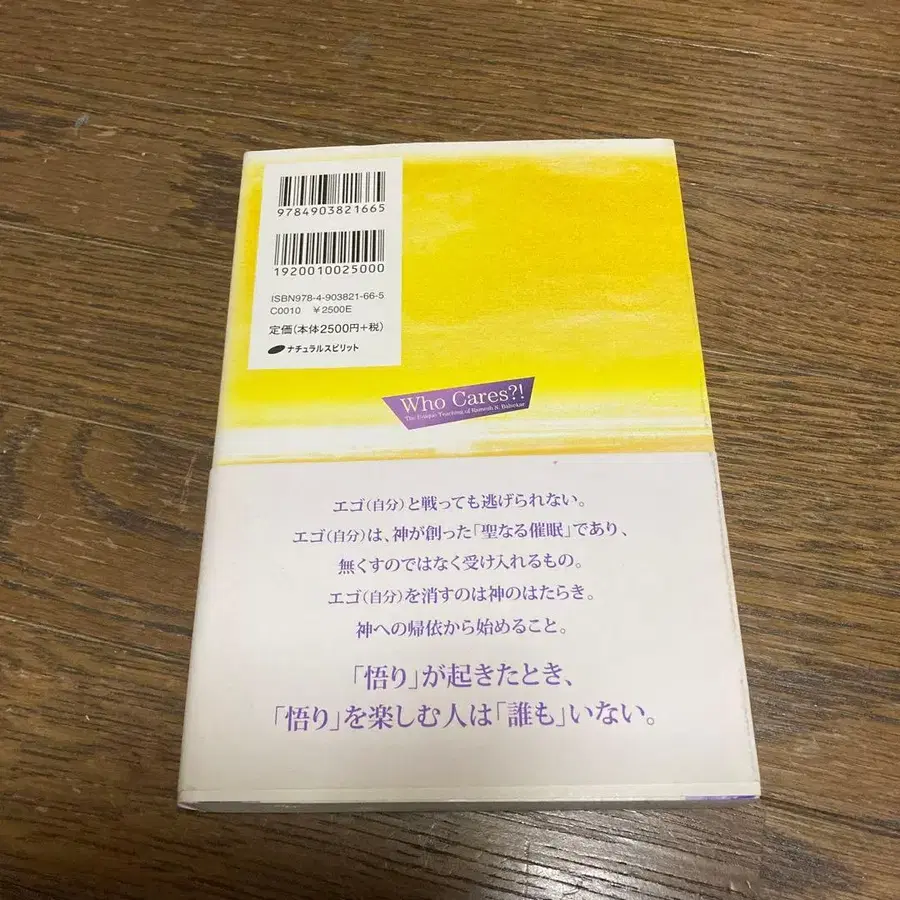 9784903821665
1920010025000
ISBN978-4-903821-66-5
C0010 ￥2500E
定価(本体2500円+税)
ナチュラルスピリット
Who Cares?!
The Unique Teaching of Ramesh S. Balsekar
エゴ(自分)と戦っても逃げられない。
エゴ(自分)は、神が創った「聖なる催眠」であり、
無くすのではなく受け入れるもの。
エゴ(自分)を消すのは神のはたらき。
神への帰依から始めること。
「悟り」が起きたとき、
「悟り」を楽しむ人は「誰も」いない。